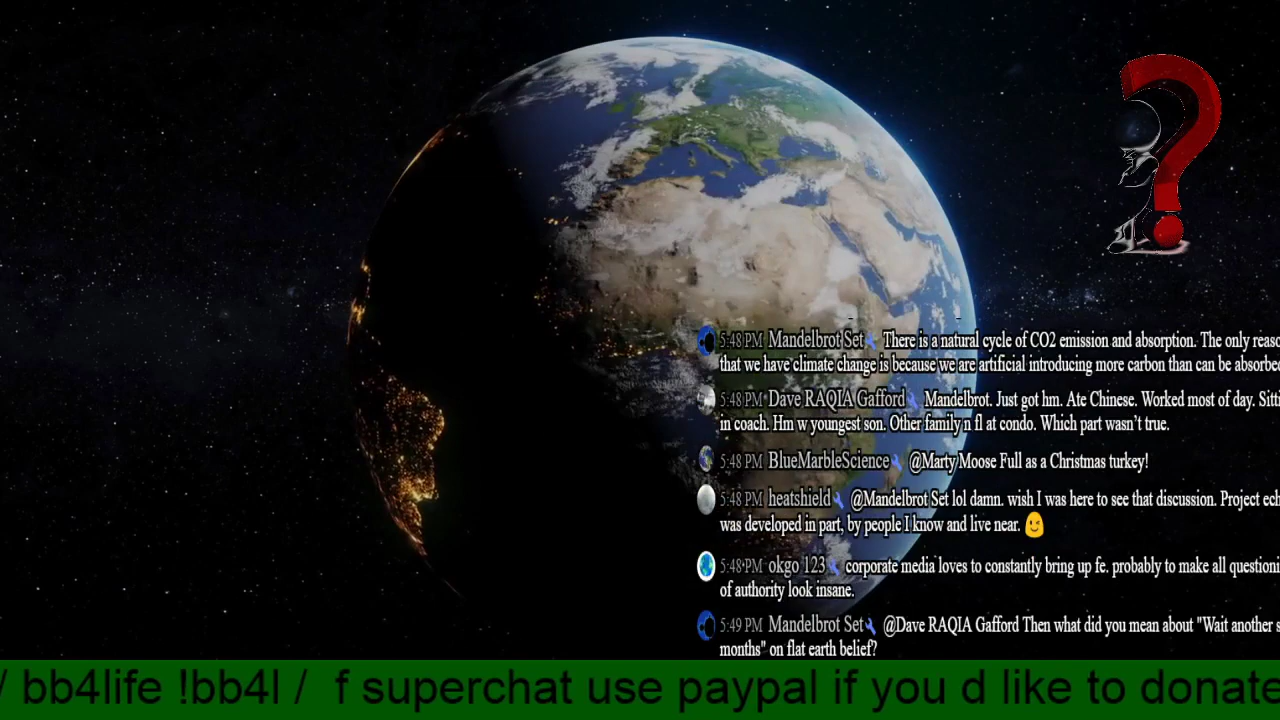 5:48 PM Mandelbrot Set There is a natural cycle of CO2 emission and absorption. The only reaso
that we have climate change is because we are artificial introducing more carbon than can be absorbed
5:48 PM Dave RAQIA Gafford Mandelbrot. Just got hm. Ate Chinese. Worked most of day. Sitti
in coach. Hm w youngest son. Other family n fl at condo. Which part wasn't true.
5:48 PM BlueMarbleScience @Marty Moose Full as a Christmas turkey!
5:48 PM heatshield @Mandelbrot Set lol damn. wish I was here to see that discussion. Project ech
was developed in part, by people I know and live near. 😉
5:48 PM okgo 123 corporate media loves to constantly bring up fe. probably to make all questioni
of authority look insane.
5:49 PM Mandelbrot Set @Dave RAQIA Gafford Then what did you mean about "Wait another s
months" on flat earth belief?
/ bb4life !bb4l / f superchat use paypal if you d like to donate